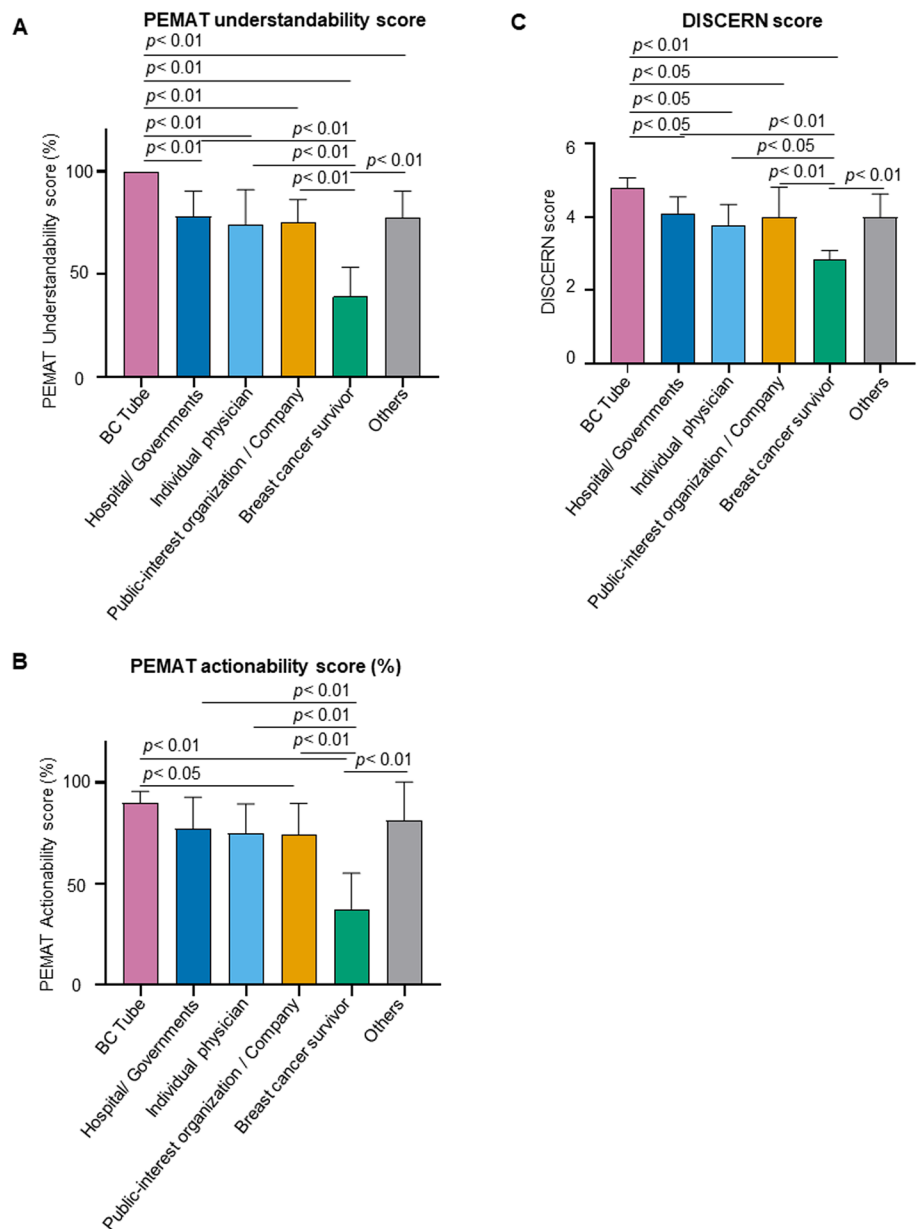 A
PEMAT understandability score
p< 0.01
p< 0.01
p< 0.01
p< 0.01
p< 0.01
p< 0.01
p< 0.01
p< 0.01
p< 0.01
PEMAT Understandability score (%)
100
50
0
BC Tube
Hospital/ Governments
Individual physician
Public-interest organization / Company
Breast cancer survivor
Others
C
DISCERN score
p< 0.01
p< 0.05
p< 0.05
p< 0.05
p< 0.01
p< 0.05
p< 0.01
p< 0.01
DISCERN score
6
4
2
0
BC Tube
Hospital/ Governments
Individual physician
Public-interest organization / Company
Breast cancer survivor
Others
B
PEMAT actionability score (%)
p< 0.01
p< 0.01
p< 0.01
p< 0.01
p< 0.01
p< 0.05
PEMAT Actionability score (%)
100
50
0
BC Tube
Hospital/ Governments
Individual physician
Public-interest organization / Company
Breast cancer survivor
Others